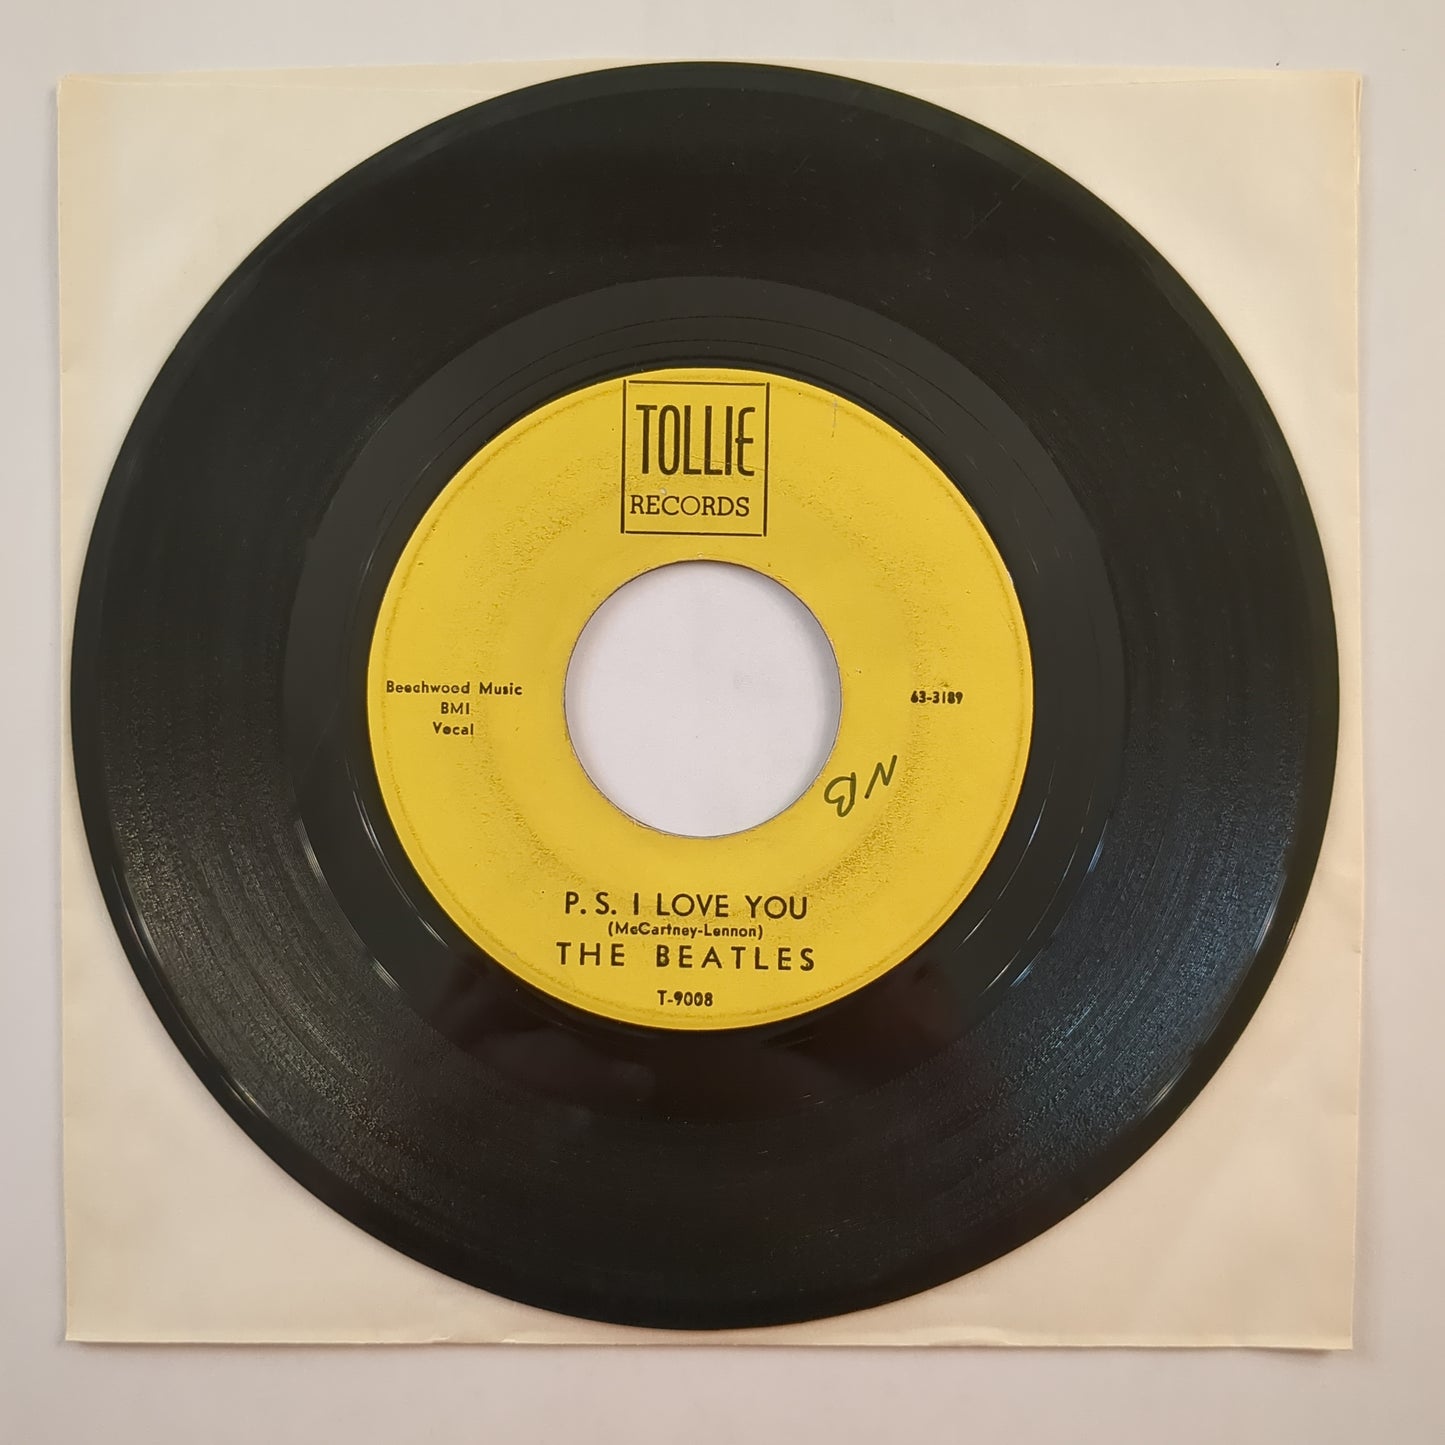 TOLLIE
RECORDS
Beechwood Music
BMI
Vocal
63-3189
NB
P. S. I LOVE YOU
(McCartney-Lennon)
THE BEATLES
T-9008